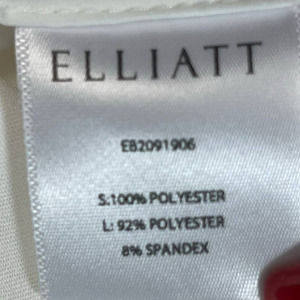 ELLIATT
EB2091906
S:100% POLYESTER
L: 92% POLYESTER
8% SPANDEX